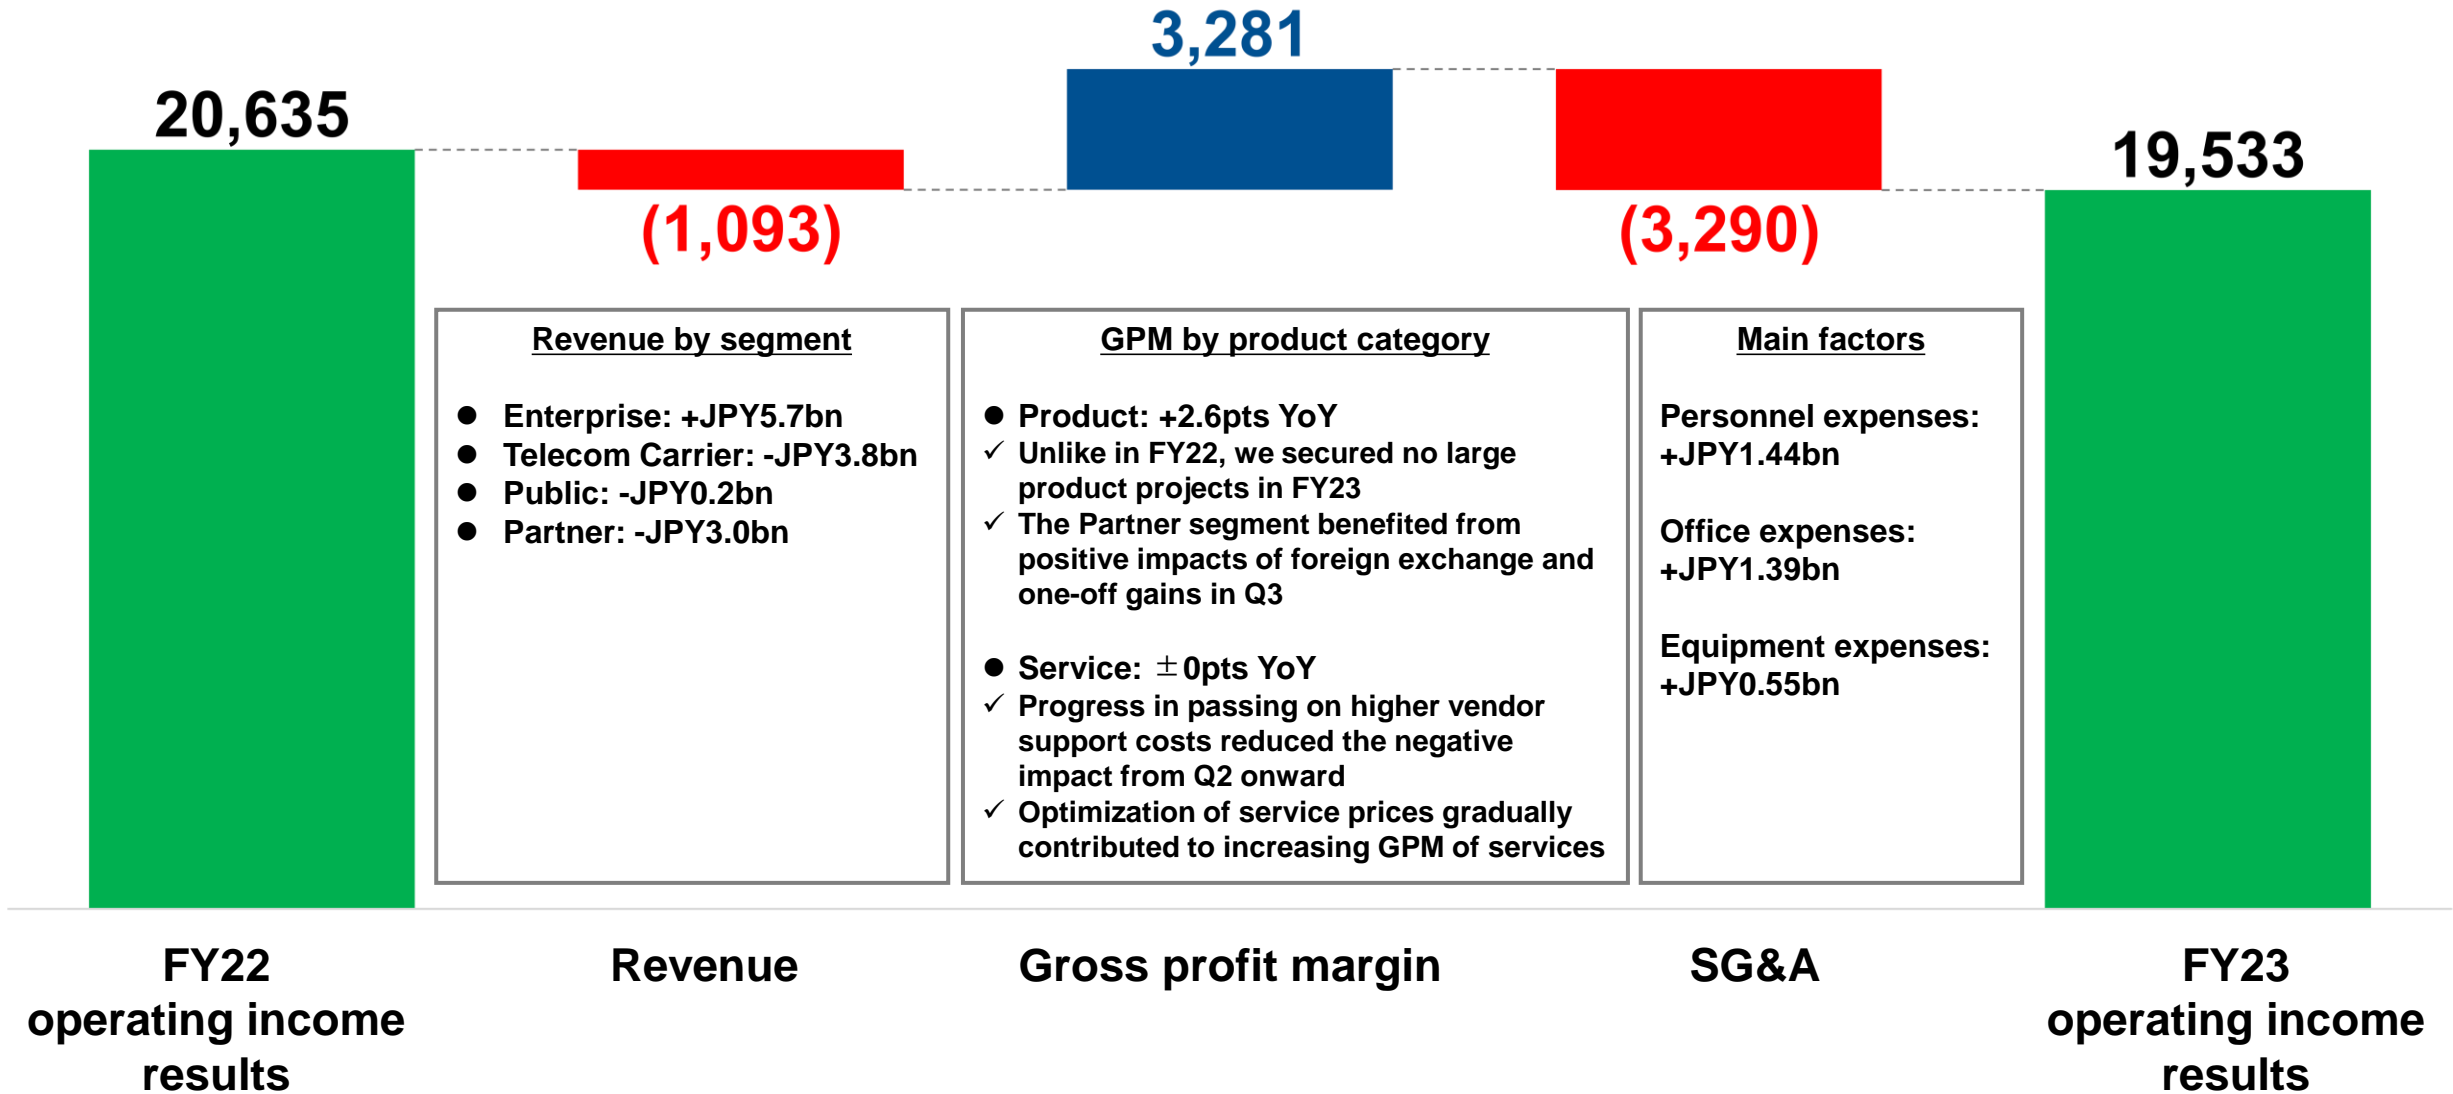 3,281
20,635
19,533
(1,093)
(3,290)
Revenue by segment
● Enterprise: +JPY5.7bn
● Telecom Carrier: -JPY3.8bn
● Public: -JPY0.2bn
● Partner: -JPY3.0bn
GPM by product category
● Product: +2.6pts YoY
✓ Unlike in FY22, we secured no large
product projects in FY23
✓ The Partner segment benefited from
positive impacts of foreign exchange and
one-off gains in Q3
● Service: ±0pts YoY
✓ Progress in passing on higher vendor
support costs reduced the negative
impact from Q2 onward
✓ Optimization of service prices gradually
contributed to increasing GPM of services
Main factors
Personnel expenses:
+JPY1.44bn
Office expenses:
+JPY1.39bn
Equipment expenses:
+JPY0.55bn
FY22
operating income
results
Revenue
Gross profit margin
SG&A
FY23
operating income
results